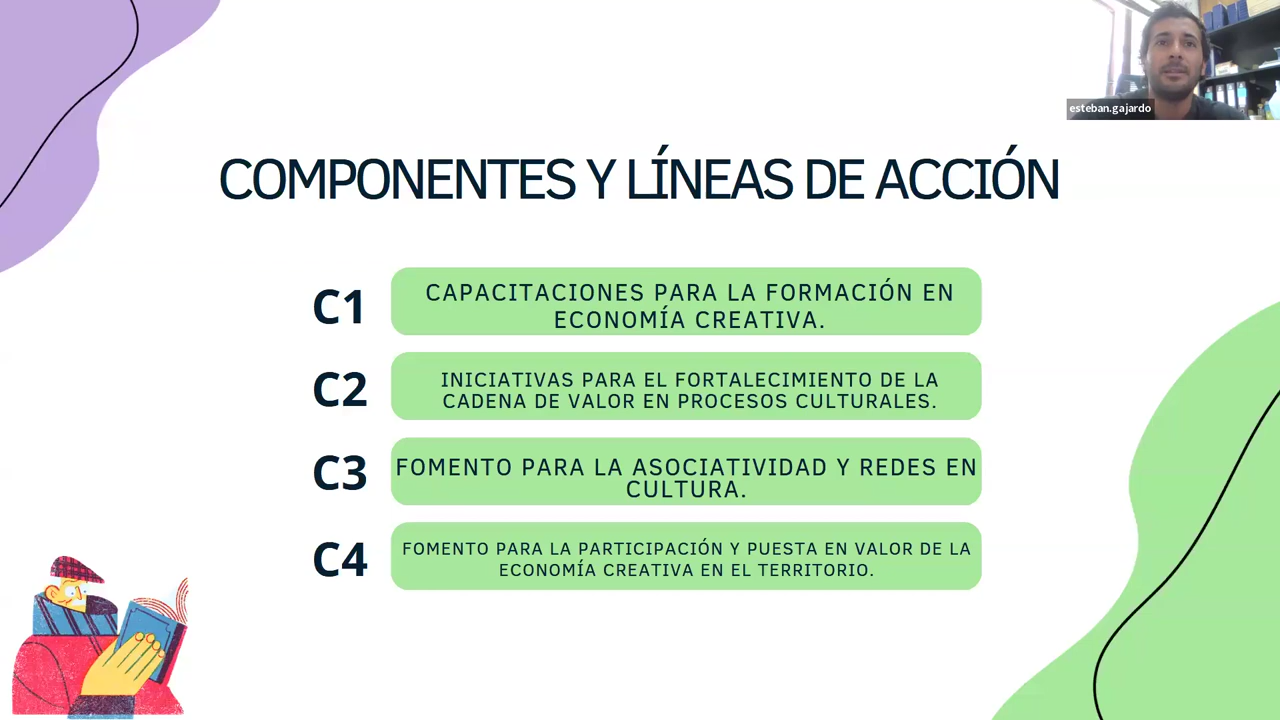 esteban.gajardo
COMPONENTES Y LÍNEAS DE ACCIÓN
C1
CAPACITACIONES PARA LA FORMACIÓN EN
ECONOMÍA CREATIVA.
C2
INICIATIVAS PARA EL FORTALECIMIENTO DE LA
CADENA DE VALOR EN PROCESOS CULTURALES.
C3
FOMENTO PARA LA ASOCIATIVIDAD Y REDES EN
CULTURA.
C4
FOMENTO PARA LA PARTICIPACIÓN Y PUESTA EN VALOR DE LA
ECONOMÍA CREATIVA EN EL TERRITORIO.